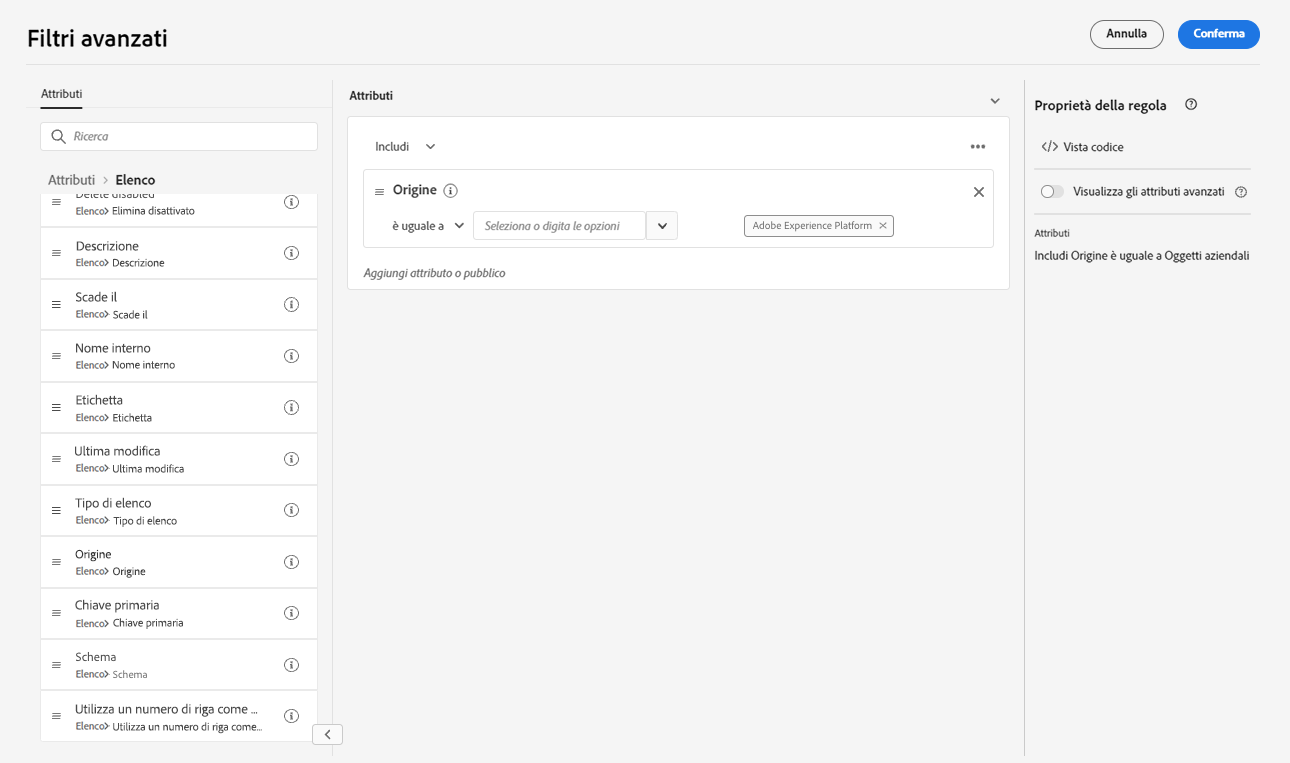 Filtri avanzati
Annulla
Conferma
Attributi
Ricerca
Attributi > Elenco
Delete disabled
Elenco> Elimina disattivato
Descrizione
Elenco> Descrizione
Scade il
Elenco> Scade il
Nome interno
Elenco> Nome interno
Etichetta
Elenco> Etichetta
Ultima modifica
Elenco> Ultima modifica
Tipo di elenco
Elenco> Tipo di elenco
Origine
Elenco> Origine
Chiave primaria
Elenco> Chiave primaria
Schema
Elenco> Schema
Utilizza un numero di riga come ...
Elenco> Utilizza un numero di riga come...
Attributi
Includi
Origine
è uguale a
Seleziona o digita le opzioni
Adobe Experience Platform
Aggiungi attributo o pubblico
Proprietà della regola
</> Vista codice
Visualizza gli attributi avanzati
Attributi
Includi Origine è uguale a Oggetti aziendali